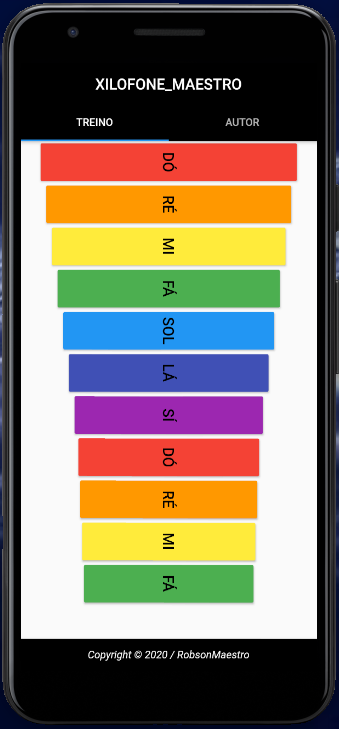 XILOFONE_MAESTRO
TREINO AUTOR
DÓ
RÉ
MI
FÁ
SOL
LÁ
SÍ
DÓ
RÉ
MI
FÁ
Copyright © 2020 / RobsonMaestro